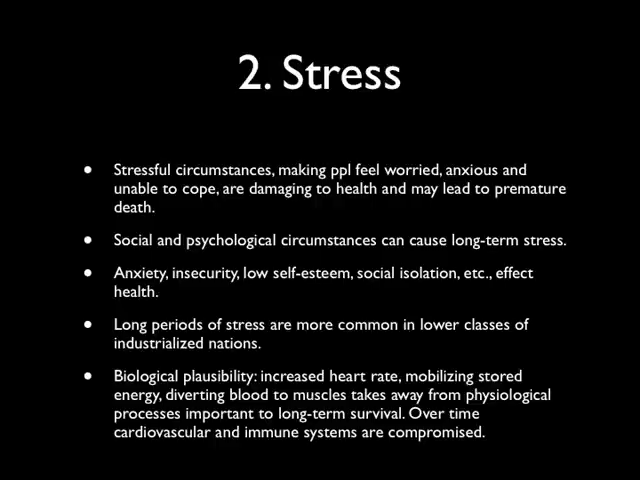 2. Stress
• Stressful circumstances, making ppl feel worried, anxious and
unable to cope, are damaging to health and may lead to premature
death.
• Social and psychological circumstances can cause long-term stress.
• Anxiety, insecurity, low self-esteem, social isolation, etc., effect
health.
• Long periods of stress are more common in lower classes of
industrialized nations.
• Biological plausibility: increased heart rate, mobilizing stored
energy, diverting blood to muscles takes away from physiological
processes important to long-term survival. Over time
cardiovascular and immune systems are compromised.